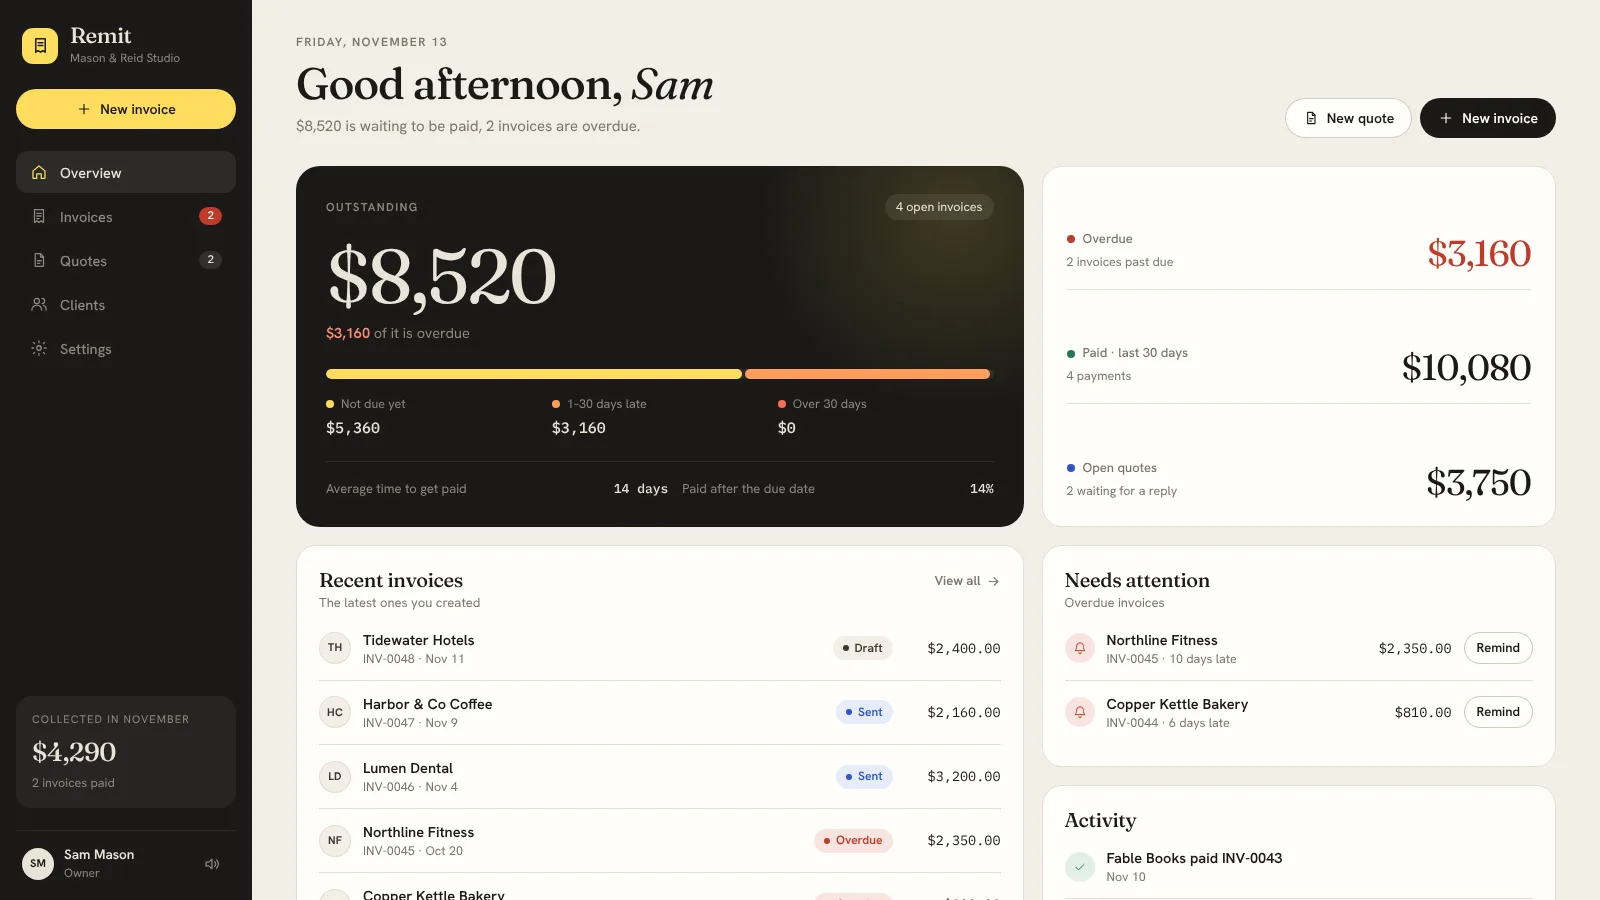 Remit
Mason & Reid Studio
New invoice
Overview
Invoices 2
Quotes 2
Clients
Settings
COLLECTED IN NOVEMBER
$4,290
2 invoices paid
SM
Sam Mason
Owner
FRIDAY, NOVEMBER 13
Good afternoon, Sam
$8,520 is waiting to be paid, 2 invoices are overdue.
New quote
New invoice
OUTSTANDING
4 open invoices
$8,520
$3,160 of it is overdue
Not due yet
$5,360
1–30 days late
$3,160
Over 30 days
$0
Average time to get paid 14 days
Paid after the due date 14%
Overdue
2 invoices past due
$3,160
Paid · last 30 days
4 payments
$10,080
Open quotes
2 waiting for a reply
$3,750
Recent invoices
The latest ones you created
View all →
TH
Tidewater Hotels
INV-0048 · Nov 11
Draft
$2,400.00
HC
Harbor & Co Coffee
INV-0047 · Nov 9
Sent
$2,160.00
LD
Lumen Dental
INV-0046 · Nov 4
Sent
$3,200.00
NF
Northline Fitness
INV-0045 · Oct 20
Overdue
$2,350.00
Copper Kettle Bakery
Needs attention
Overdue invoices
Northline Fitness
INV-0045 · 10 days late
$2,350.00
Remind
Copper Kettle Bakery
INV-0044 · 6 days late
$810.00
Remind
Activity
Fable Books paid INV-0043
Nov 10